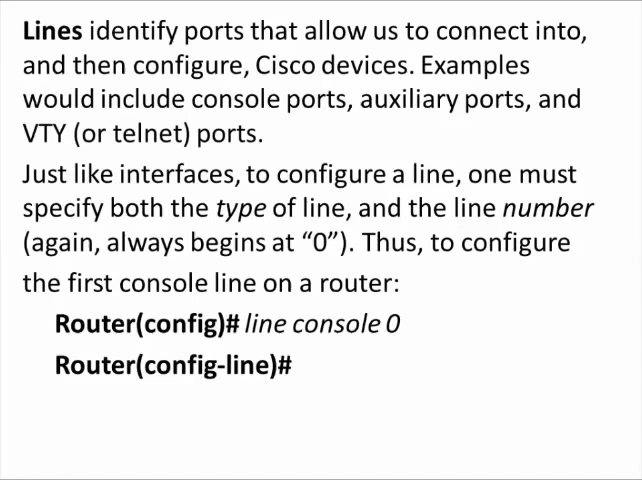 Lines identify ports that allow us to connect into,
and then configure, Cisco devices. Examples
would include console ports, auxiliary ports, and
VTY (or telnet) ports.
Just like interfaces, to configure a line, one must
specify both the type of line, and the line number
(again, always begins at “0”). Thus, to configure
the first console line on a router:
Router(config)# line console 0
Router(config-line)#